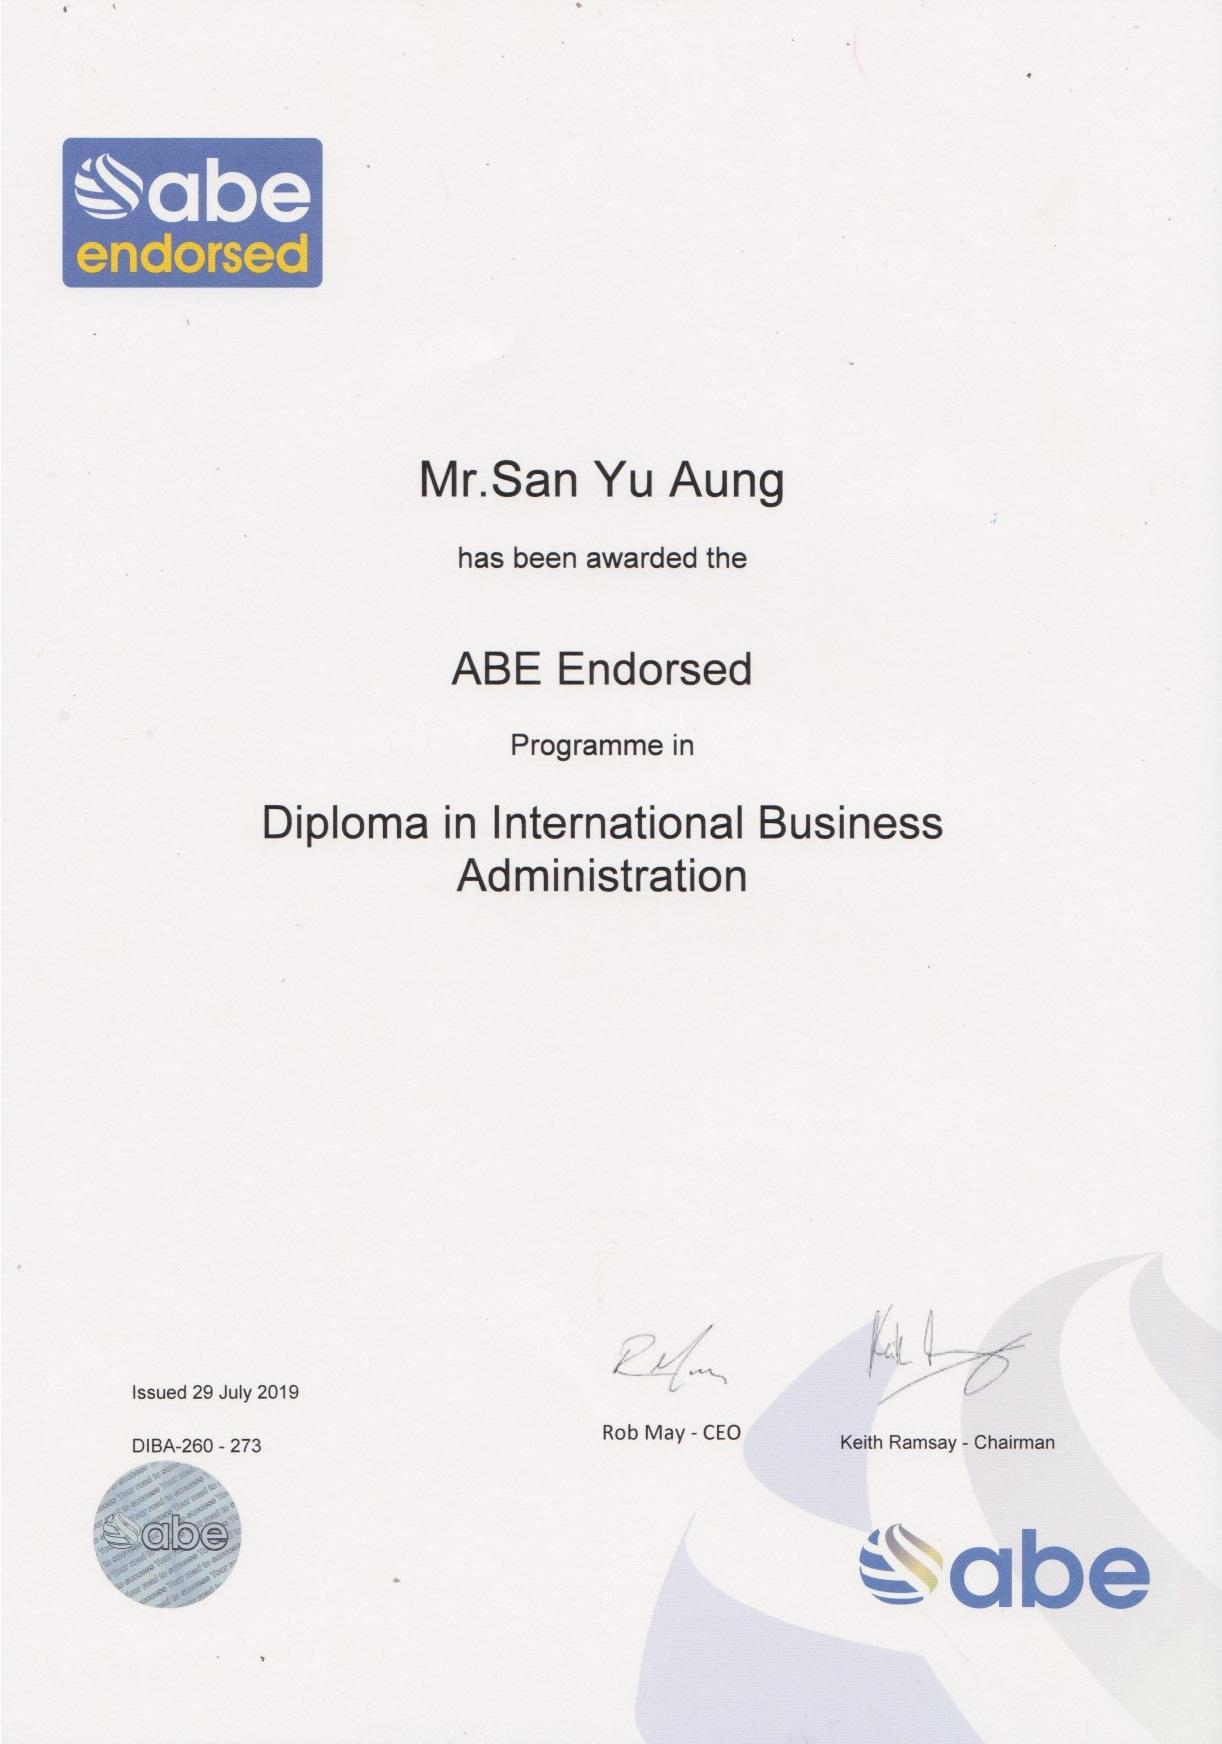 abe
endorsed
Mr.San Yu Aung
has been awarded the
ABE Endorsed
Programme in
Diploma in International Business
Administration
Issued 29 July 2019
DIBA-260 - 273
Rob May - CEO
Keith Ramsay - Chairman
abe
abe